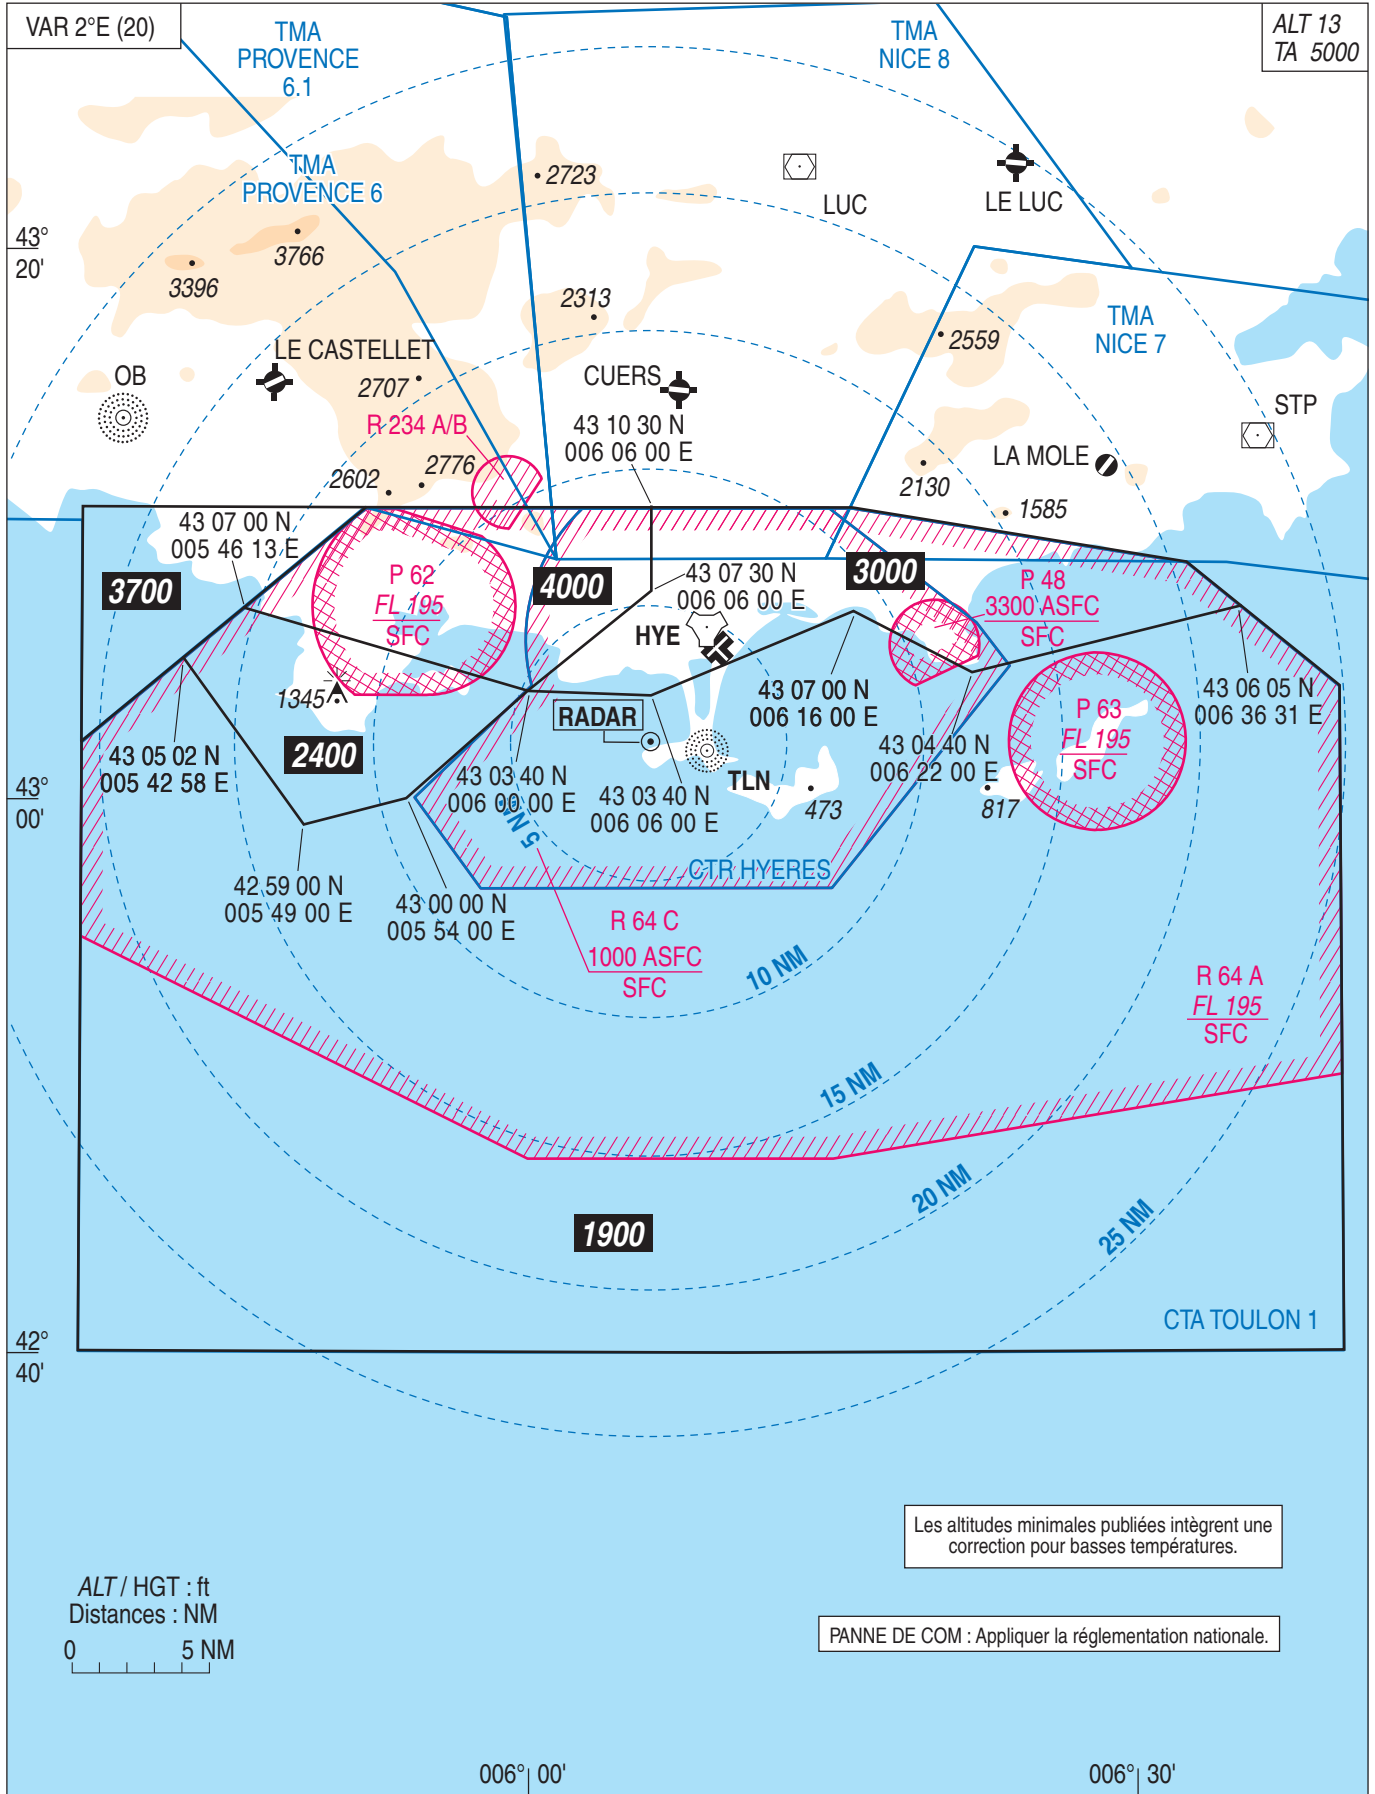 VAR 2°E (20)
TMA
PROVENCE
6.1
TMA
NICE 8
ALT 13
TA 5000
TMA
PROVENCE 6
2723
LUC
LE LUC
43°
20'
3766
3396
2313
2559
TMA
NICE 7
LE CASTELLET
OB
2707
CUERS
STP
R 234 A/B
43 10 30 N
006 06 00 E
LA MOLE
2602
2776
2130
1585
43 07 00 N
005 46 13 E
3700
P 62
FL 195
SFC
4000
43 07 30 N
006 06 00 E
3000
P 48
3300 ASFC
SFC
HYE
1345
RADAR
43 07 00 N
006 16 00 E
43 06 05 N
006 36 31 E
P 63
FL 195
SFC
43 05 02 N
005 42 58 E
2400
43 03 40 N
006 00 00 E
43 03 40 N
006 06 00 E
TLN
473
43 04 40 N
006 22 00 E
817
43°
00'
5 NM
CTR HYERES
42 59 00 N
005 49 00 E
43 00 00 N
005 54 00 E
R 64 C
1000 ASFC
SFC
10 NM
R 64 A
FL 195
SFC
15 NM
20 NM
25 NM
1900
CTA TOULON 1
42°
40'
Les altitudes minimales publiées intègrent une
correction pour basses températures.
ALT / HGT : ft
Distances : NM
0 5 NM
PANNE DE COM : Appliquer la réglementation nationale.
006° 00'
006° 30'